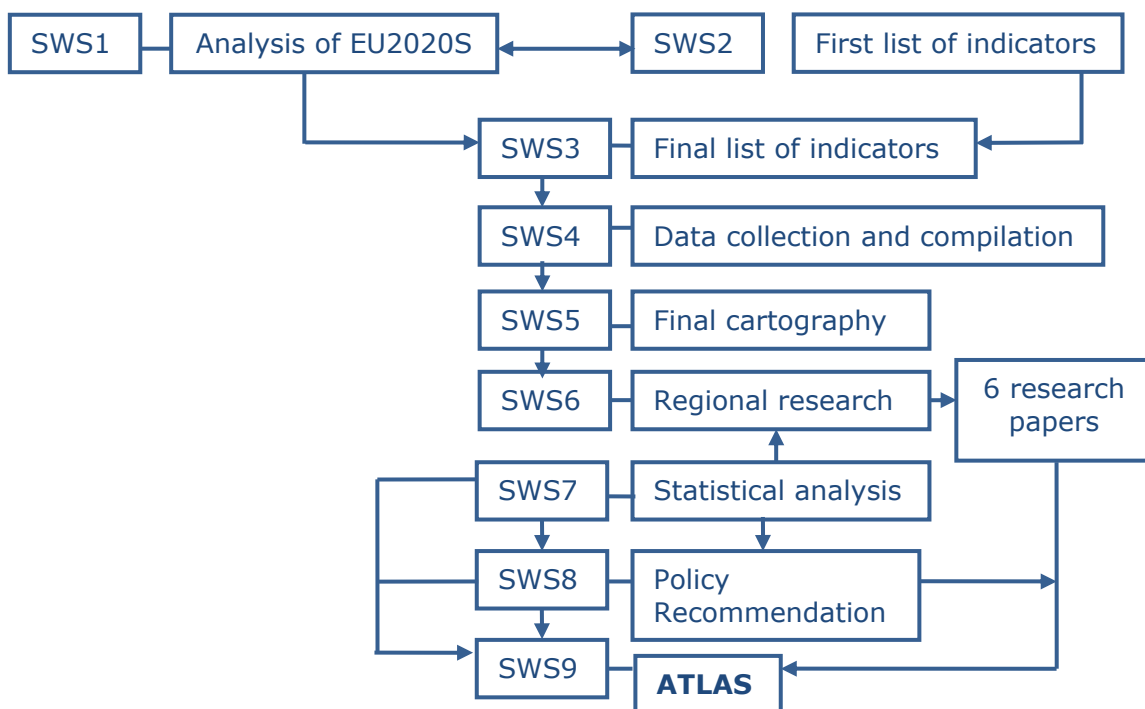 SWS1
Analysis of EU2020S
SWS2
First list of indicators
SWS3
Final list of indicators
SWS4
Data collection and compilation
SWS5
Final cartography
SWS6
Regional research
6 research
papers
SWS7
Statistical analysis
SWS8
Policy
Recommendation
SWS9
ATLAS